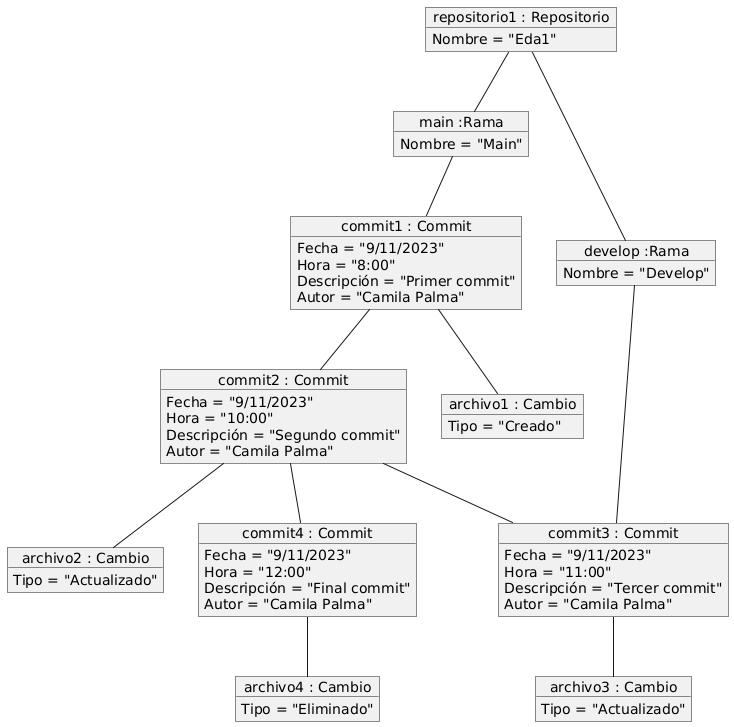 repositorio1 : Repositorio
Nombre = "Eda1"
main :Rama
Nombre = "Main"
commit1 : Commit
Fecha = "9/11/2023"
Hora = "8:00"
Descripción = "Primer commit"
Autor = "Camila Palma"
develop :Rama
Nombre = "Develop"
commit2 : Commit
Fecha = "9/11/2023"
Hora = "10:00"
Descripción = "Segundo commit"
Autor = "Camila Palma"
archivo1 : Cambio
Tipo = "Creado"
archivo2 : Cambio
Tipo = "Actualizado"
commit4 : Commit
Fecha = "9/11/2023"
Hora = "12:00"
Descripción = "Final commit"
Autor = "Camila Palma"
commit3 : Commit
Fecha = "9/11/2023"
Hora = "11:00"
Descripción = "Tercer commit"
Autor = "Camila Palma"
archivo4 : Cambio
Tipo = "Eliminado"
archivo3 : Cambio
Tipo = "Actualizado"